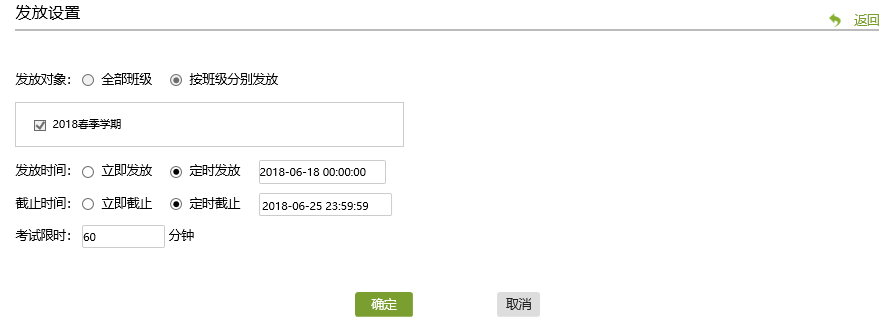 发放设置
返回
发放对象： 全部班级 按班级分别发放
2018春季学期
发放时间： 立即发放 定时发放 2018-06-18 00:00:00
截止时间： 立即截止 定时截止 2018-06-25 23:59:59
考试限时： 60 分钟
确定 取消